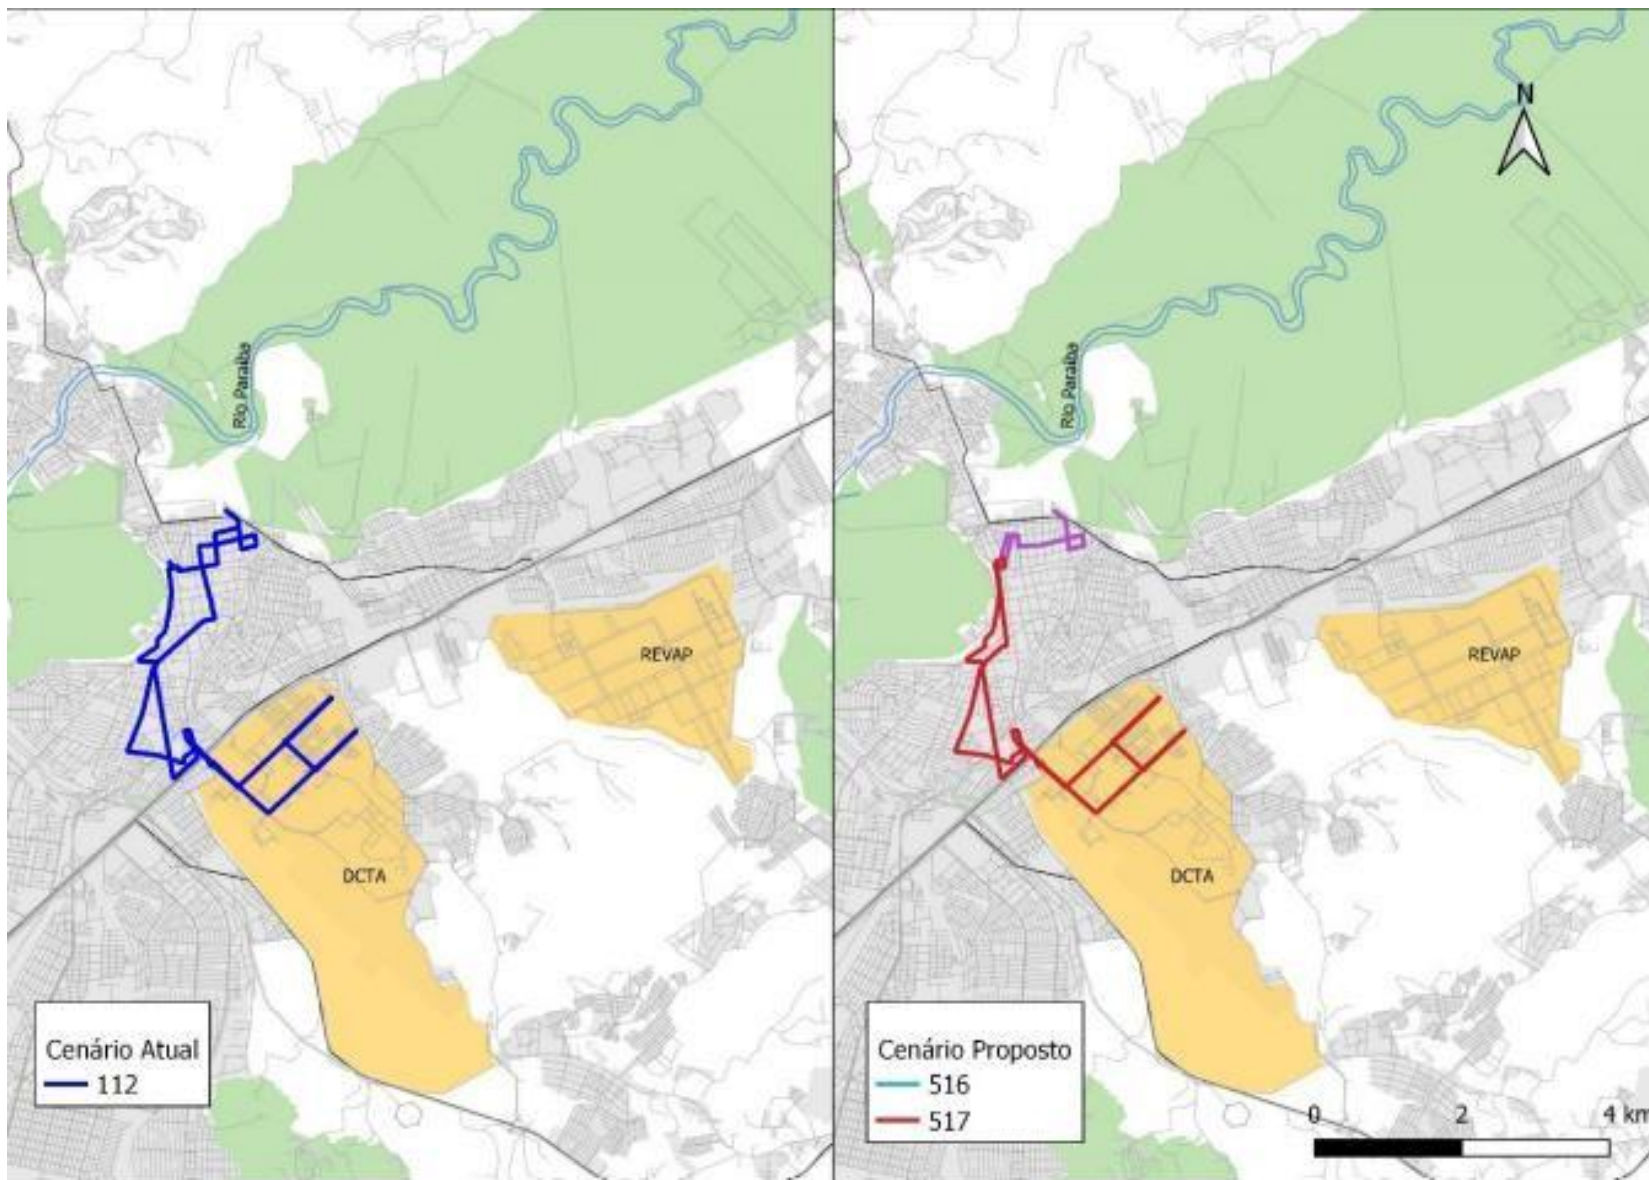 N
Rio Paraíba
Rio Paraíba
REVAP
REVAP
DCTA
DCTA
Cenário Atual
112
Cenário Proposto
516
517
0 2 4 km